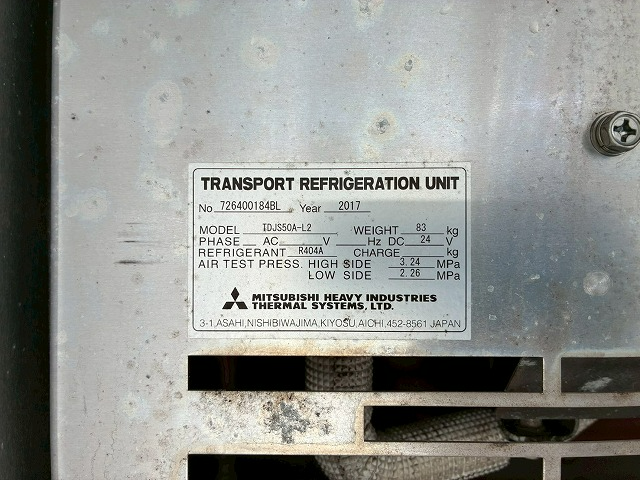 TRANSPORT REFRIGERATION UNIT
No 726400184BL Year 2017
MODEL IDJS50A-L2 WEIGHT 83 kg
PHASE AC V Hz DC 24 V
REFRIGERANT R404A CHARGE kg
AIR TEST PRESS. HIGH SIDE 3.24 MPa
LOW SIDE 2.26 MPa
MITSUBISHI HEAVY INDUSTRIES
THERMAL SYSTEMS, LTD.
3-1,ASAHI,NISHIBIWAJIMA,KIYOSU,AICHI,452-8561 JAPAN